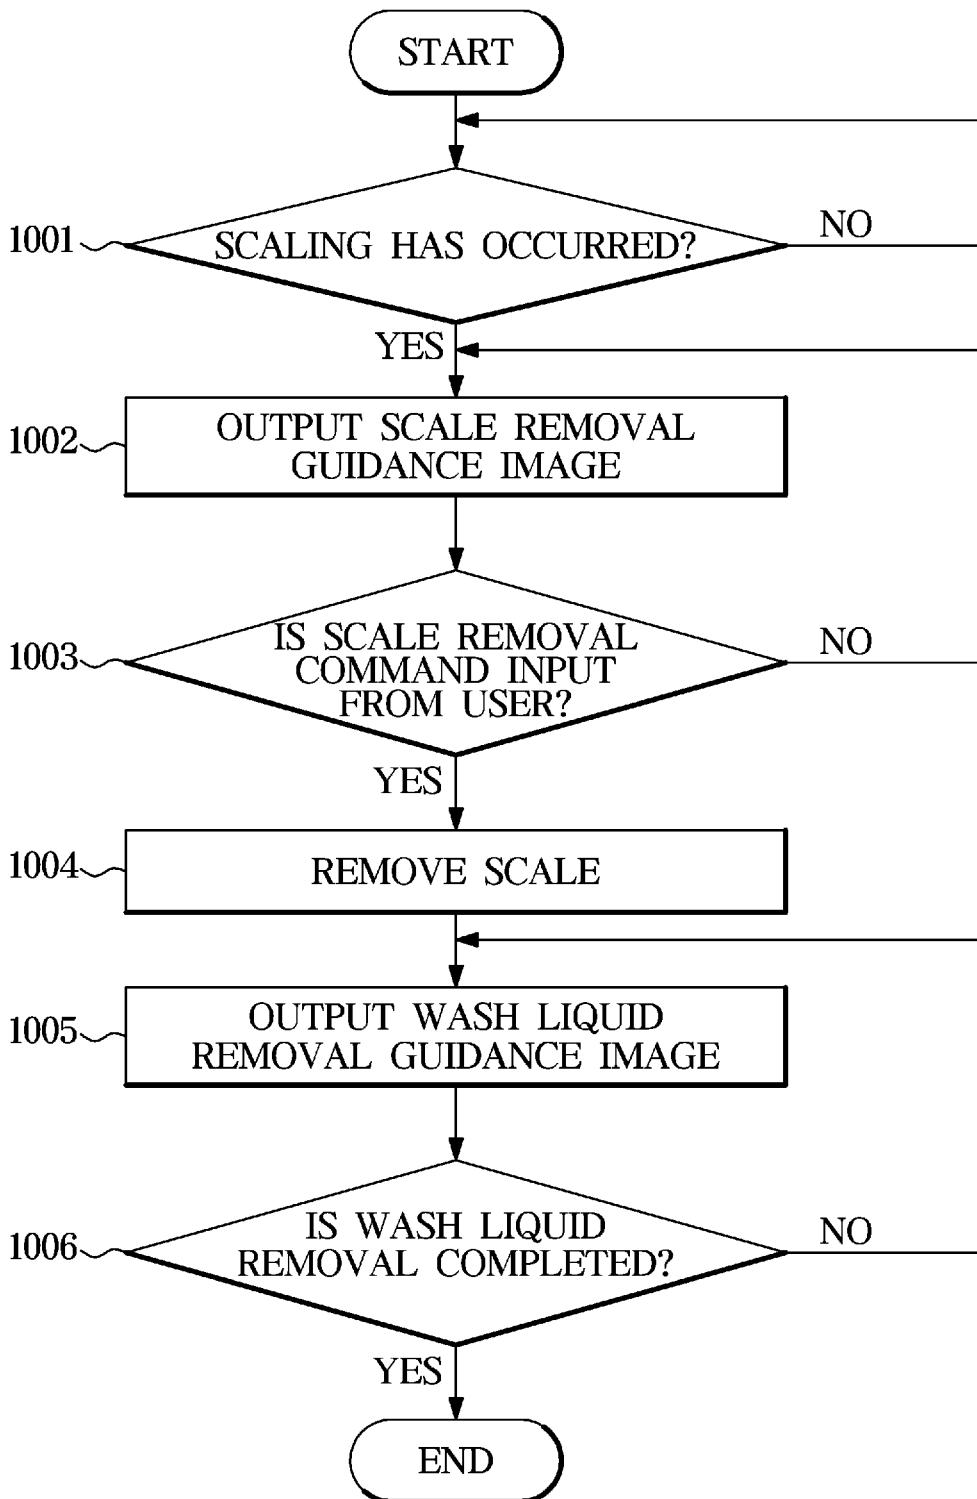 START
1001
SCALING HAS OCCURRED?
NO
YES
1002
OUTPUT SCALE REMOVAL
GUIDANCE IMAGE
1003
IS SCALE REMOVAL
COMMAND INPUT
FROM USER?
NO
YES
1004
REMOVE SCALE
1005
OUTPUT WASH LIQUID
REMOVAL GUIDANCE IMAGE
1006
IS WASH LIQUID
REMOVAL COMPLETED?
NO
YES
END